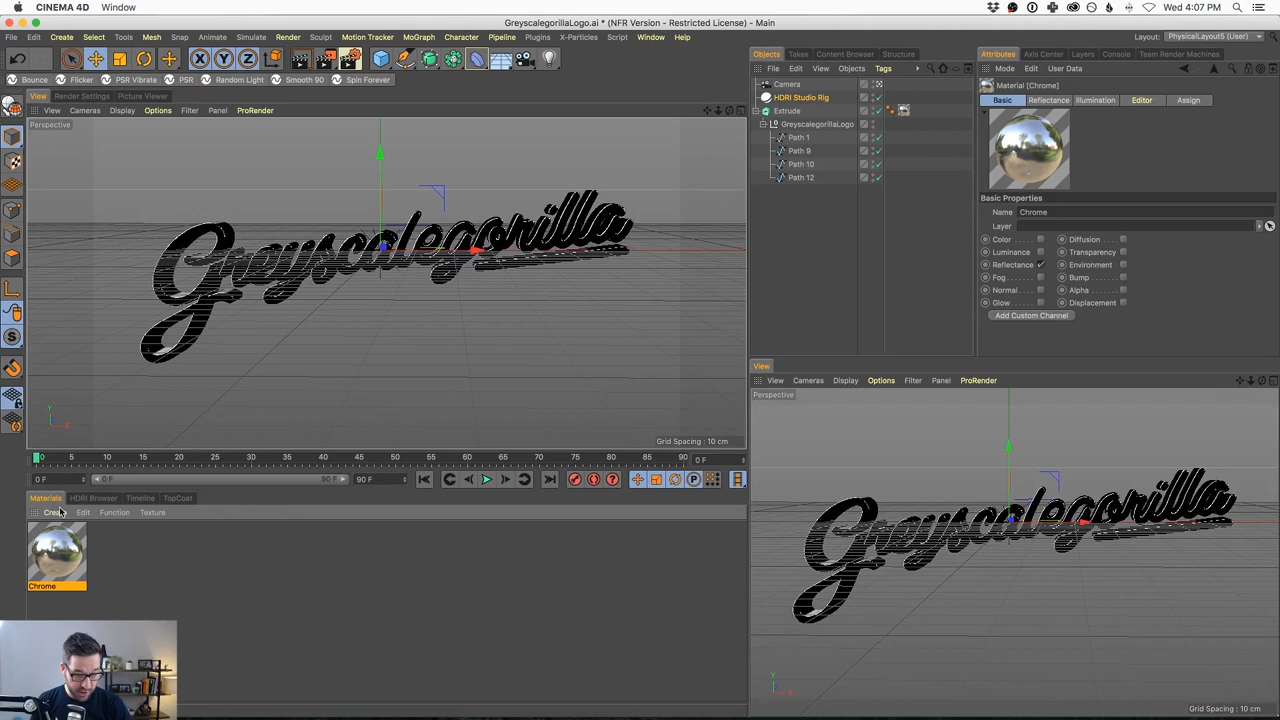 CINEMA 4D Window
Wed 4:07 PM
GreyscalegorillaLogo.ai * (NFR Version - Restricted License) - Main
File Edit Create Select Tools Mesh Snap Animate Simulate Render Sculpt Motion Tracker MoGraph Character Pipeline Plugins X-Particles Script Window Help
Layout: PhysicalLayout5 (User)
X Y Z
Bounce Flicker PSR Vibrate PSR Random Light Smooth 90 Spin Forever
View Render Settings Picture Viewer
View Cameras Display Options Filter Panel ProRender
Perspective
Greyscalegorilla
Y
X
Grid Spacing : 10 cm
0 5 10 15 20 25 30 35 40 45 50 55 60 65 70 75 80 85 90
0 F
0 F
0 F
90 F
90 F
Materials HDRI Browser Timeline TopCoat
Create Edit Function Texture
Chrome
Objects Takes Content Browser Structure
File Edit View Objects Tags
Camera
HDRI Studio Rig
Extrude
GreyscalegorillaLogo
Path 1
Path 9
Path 10
Path 12
Attributes Axis Center Layers Console Team Render Machines
Mode Edit User Data
Material [Chrome]
Basic Reflectance Illumination Editor Assign
Basic Properties
Name Chrome
Layer
Color Diffusion
Luminance Transparency
Reflectance Environment
Fog Bump
Normal Alpha
Glow Displacement
Add Custom Channel
View
View Cameras Display Options Filter Panel ProRender
Perspective
Greyscalegorilla
Y
X
Grid Spacing : 10 cm